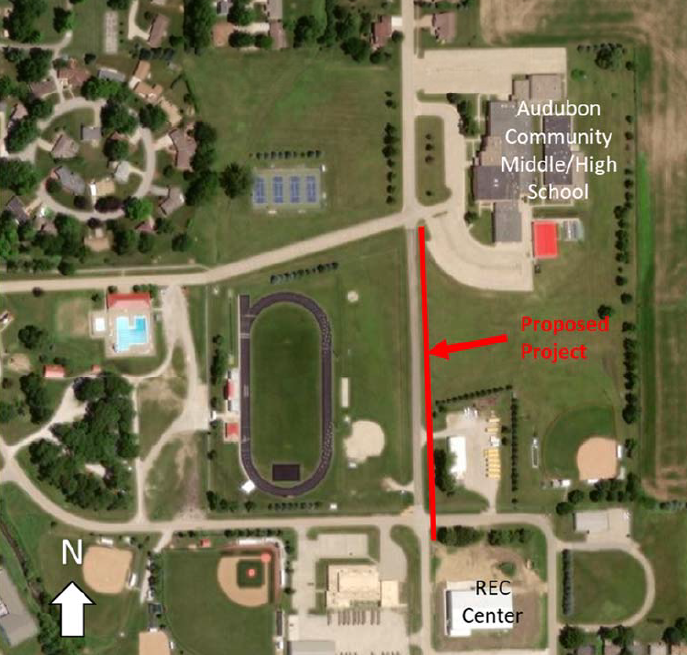 Audubon
Community
Middle/High
School
Proposed
Project
N
REC
Center